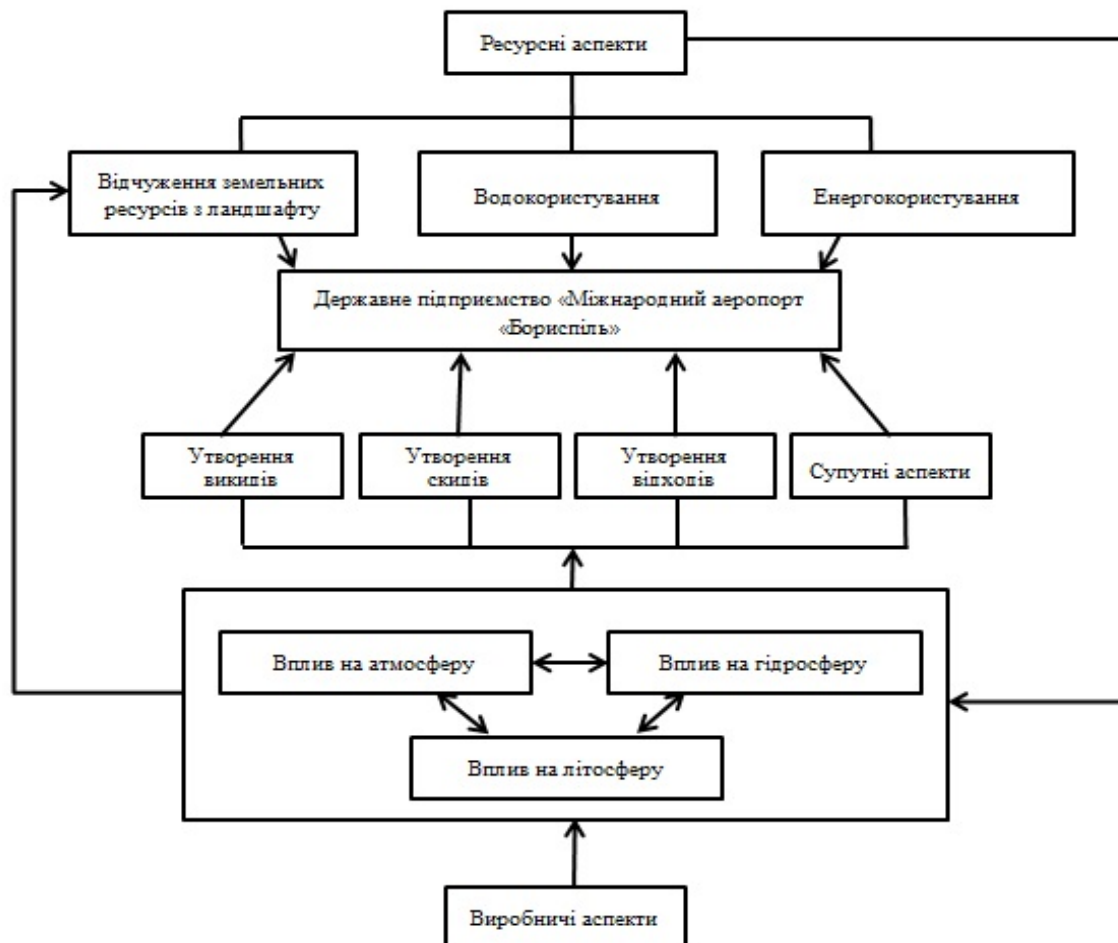 Ресурсні аспекти
Відчуження земельних
ресурсів з ландшафту
Водокористування
Енергокористування
Державне підприємство «Міжнародний аеропорт
«Бориспіль»
Утворення
викидів
Утворення
скидів
Утворення
відходів
Супутні аспекти
Вплив на атмосферу
Вплив на гідросферу
Вплив на літосферу
Виробничі аспекти